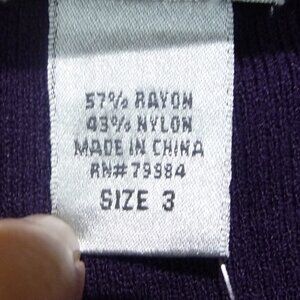 57% RAYON
43% NYLON
MADE IN CHINA
RN# 79984
SIZE 3